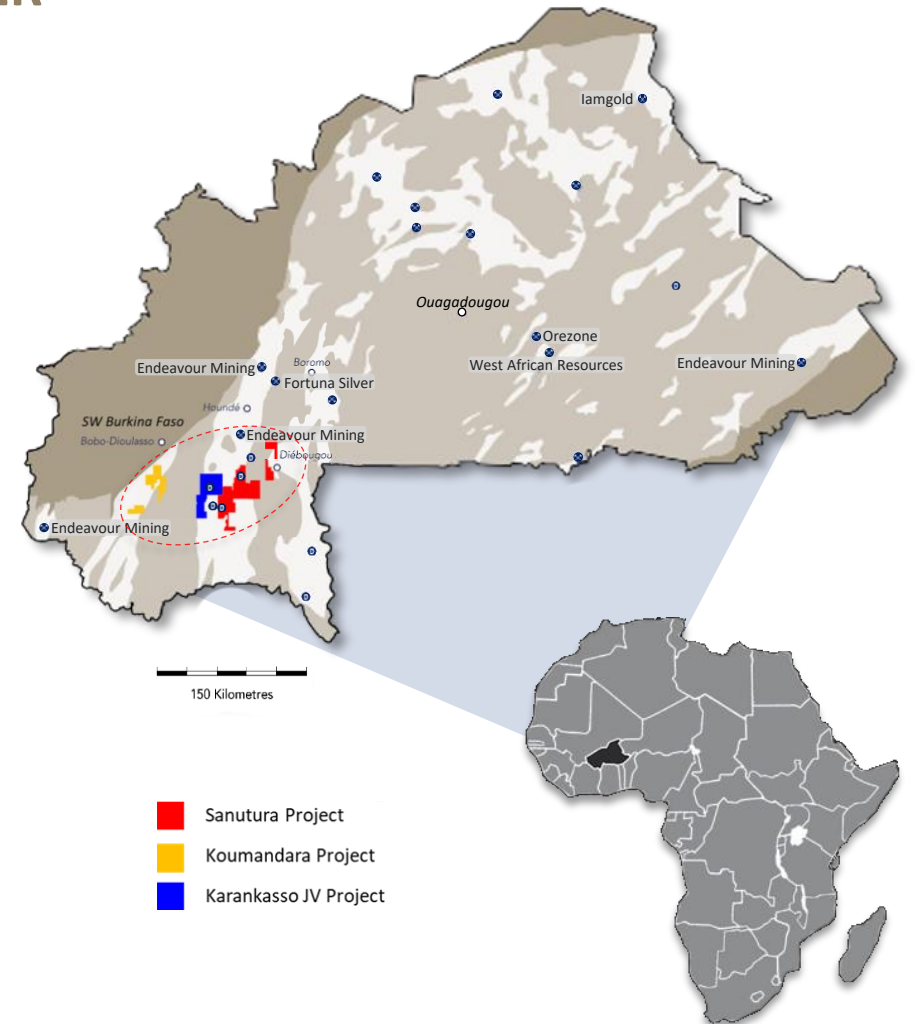 Iamgold
Ouagadougou
Orezone
West African Resources
Endeavour Mining
Endeavour Mining
Boromo
Fortuna Silver
Houndé
SW Burkina Faso
Bobo-Dioulasso
Endeavour Mining
Diébougou
Endeavour Mining
150 Kilometres
Sanutura Project
Koumandara Project
Karankasso JV Project